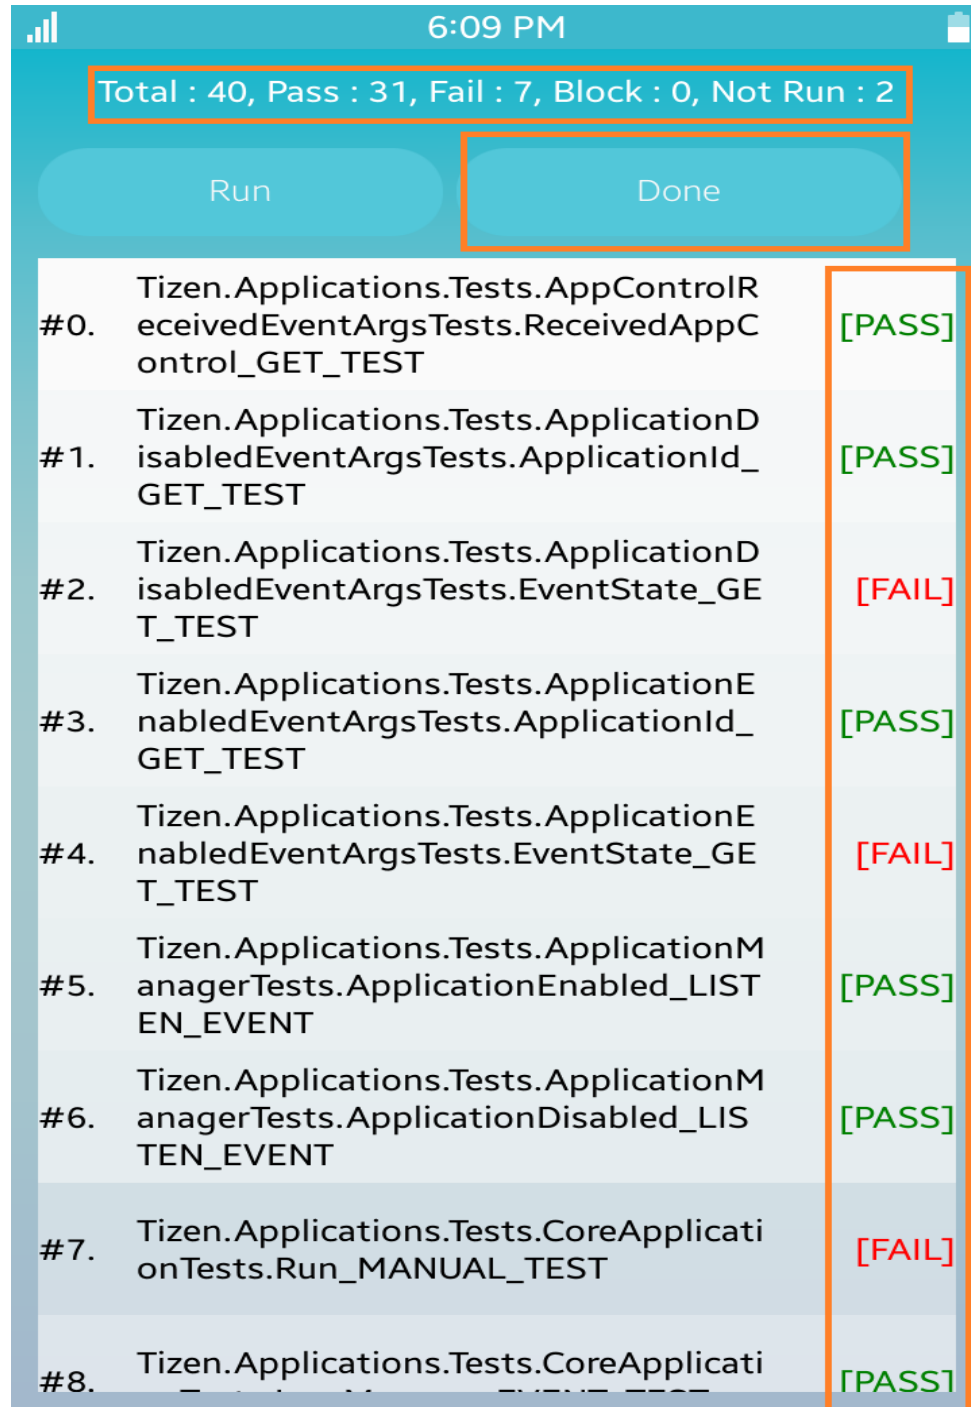 6:09 PM
Total : 40, Pass : 31, Fail : 7, Block : 0, Not Run : 2
Run Done
Tizen.Applications.Tests.AppControlR
#0. eceivedEventArgsTests.ReceivedAppC [PASS]
ontrol_GET_TEST
Tizen.Applications.Tests.ApplicationD
#1. isabledEventArgsTests.ApplicationId_ [PASS]
GET_TEST
Tizen.Applications.Tests.ApplicationD
#2. isabledEventArgsTests.EventState_GE [FAIL]
T_TEST
Tizen.Applications.Tests.ApplicationE
#3. nabledEventArgsTests.ApplicationId_ [PASS]
GET_TEST
Tizen.Applications.Tests.ApplicationE
#4. nabledEventArgsTests.EventState_GE [FAIL]
T_TEST
Tizen.Applications.Tests.ApplicationM
#5. anagerTests.ApplicationEnabled_LIST [PASS]
EN_EVENT
Tizen.Applications.Tests.ApplicationM
#6. anagerTests.ApplicationDisabled_LIS [PASS]
TEN_EVENT
Tizen.Applications.Tests.CoreApplicati
#7. onTests.Run_MANUAL_TEST [FAIL]
Tizen.Applications.Tests.CoreApplicati
#8. [PASS]